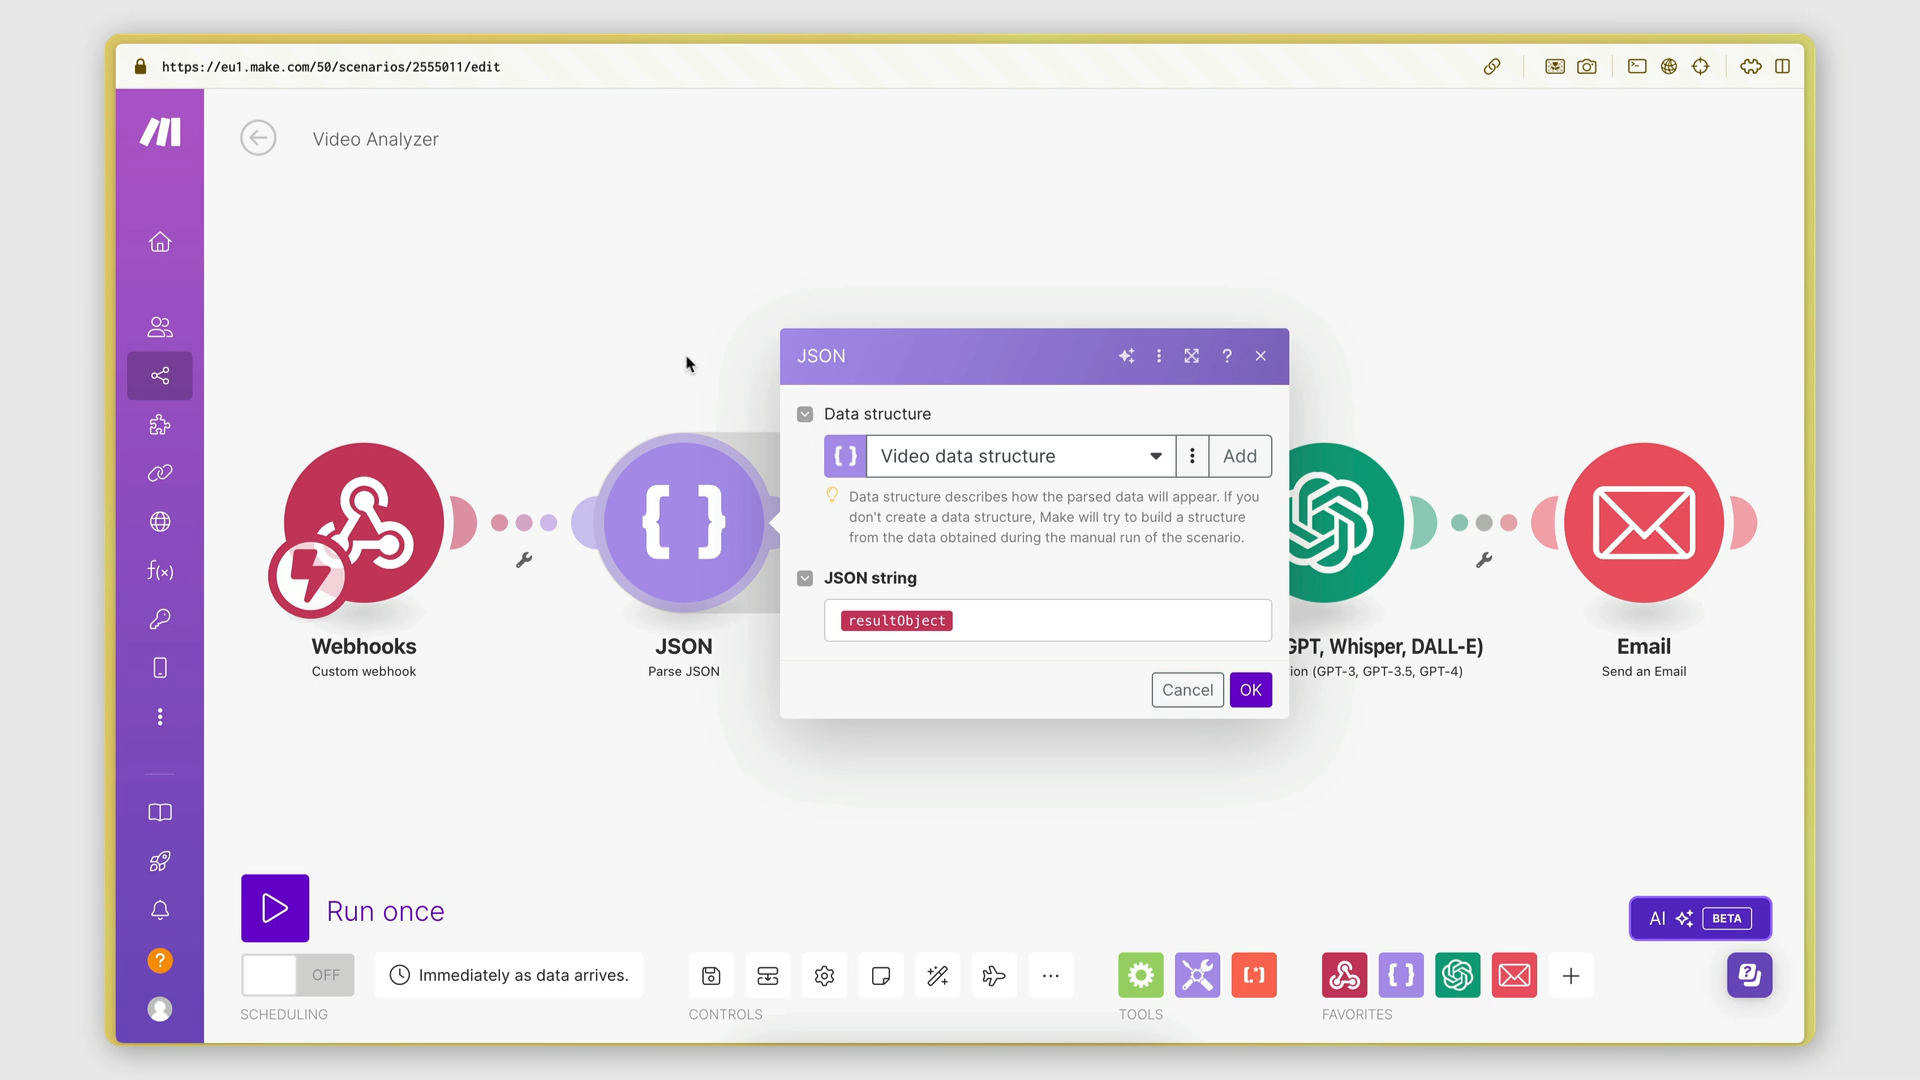 https://eu1.make.com/50/scenarios/2555011/edit
Video Analyzer
JSON
?
Data structure
{ }
Video data structure
Add
Data structure describes how the parsed data will appear. If you
don't create a data structure, Make will try to build a structure
from the data obtained during the manual run of the scenario.
JSON string
resultObject
Cancel
OK
{ }
Webhooks
Custom webhook
JSON
Parse JSON
GPT, Whisper, DALL-E)
ion (GPT-3, GPT-3.5, GPT-4)
Email
Send an Email
f(x)
Run once
AI
BETA
?
OFF
Immediately as data arrives.
SCHEDULING
CONTROLS
TOOLS
FAVORITES